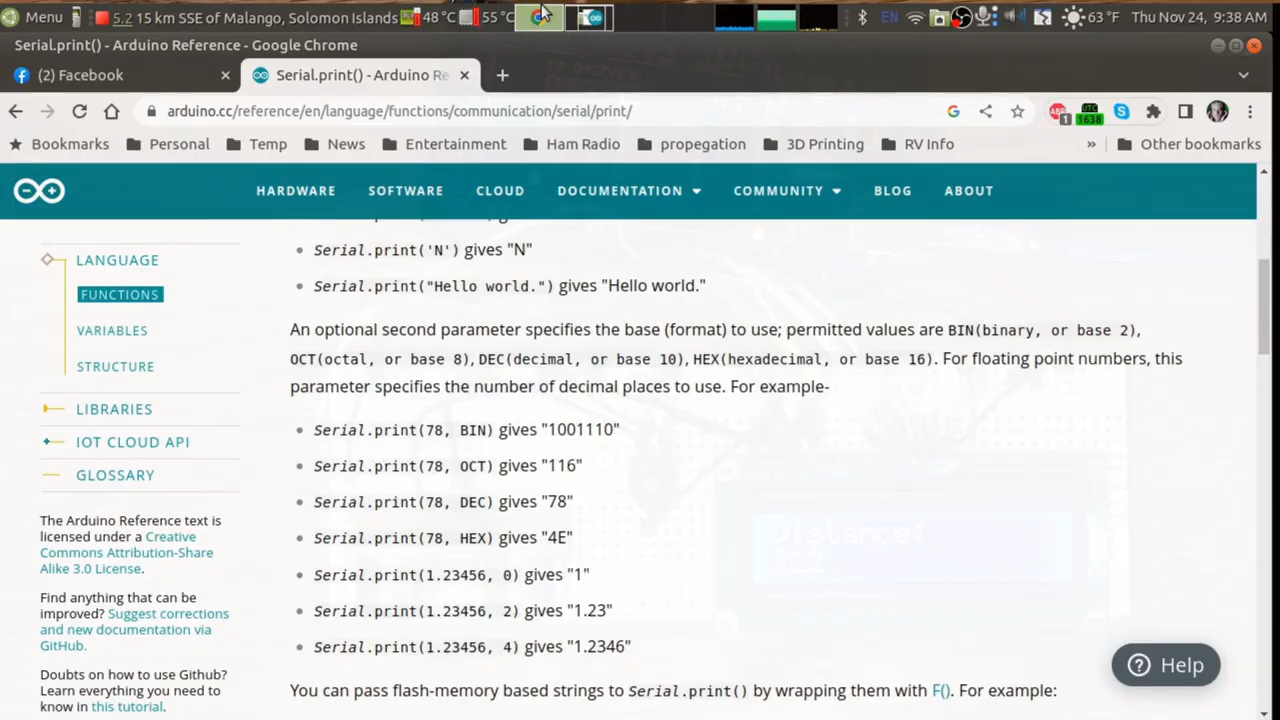 Menu 5.2 15 km SSE of Malango, Solomon Islands 48 °C 55 °C EN 63 °F Thu Nov 24, 9:38 AM
Serial.print() - Arduino Reference - Google Chrome
(2) Facebook Serial.print() - Arduino Re
arduino.cc/reference/en/language/functions/communication/serial/print/ ABP 1 UTC 1638
Bookmarks Personal Temp News Entertainment Ham Radio propegation 3D Printing RV Info » Other bookmarks
HARDWARE SOFTWARE CLOUD DOCUMENTATION COMMUNITY BLOG ABOUT
LANGUAGE
FUNCTIONS
VARIABLES
STRUCTURE
LIBRARIES
IOT CLOUD API
GLOSSARY
The Arduino Reference text is
licensed under a Creative
Commons Attribution-Share
Alike 3.0 License.
Find anything that can be
improved? Suggest corrections
and new documentation via
GitHub.
Doubts on how to use Github?
Learn everything you need to
know in this tutorial.
Serial.print('N') gives "N"
Serial.print("Hello world.") gives "Hello world."
An optional second parameter specifies the base (format) to use; permitted values are BIN(binary, or base 2),
OCT(octal, or base 8), DEC(decimal, or base 10), HEX(hexadecimal, or base 16). For floating point numbers, this
parameter specifies the number of decimal places to use. For example-
Serial.print(78, BIN) gives "1001110"
Serial.print(78, OCT) gives "116"
Serial.print(78, DEC) gives "78"
Serial.print(78, HEX) gives "4E"
Serial.print(1.23456, 0) gives "1"
Serial.print(1.23456, 2) gives "1.23"
Serial.print(1.23456, 4) gives "1.2346"
You can pass flash-memory based strings to Serial.print() by wrapping them with F(). For example:
Distance:
222
Help